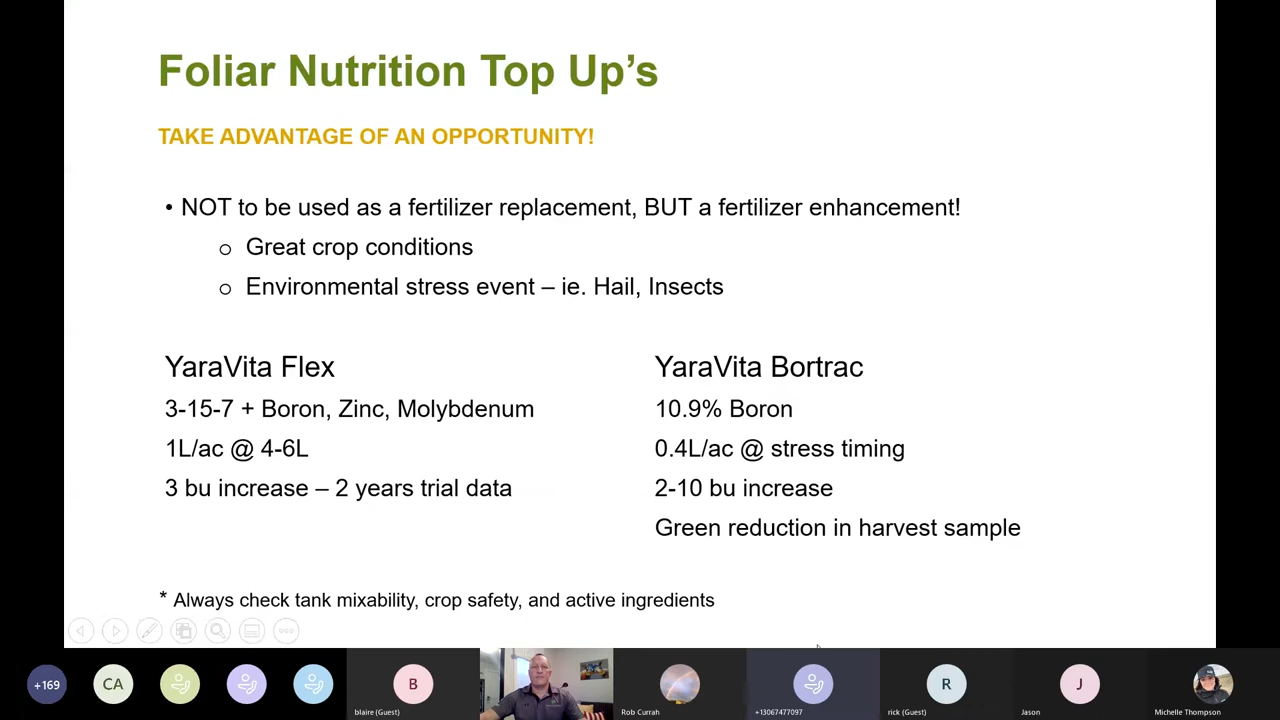 Foliar Nutrition Top Up’s
TAKE ADVANTAGE OF AN OPPORTUNITY!
• NOT to be used as a fertilizer replacement, BUT a fertilizer enhancement!
o Great crop conditions
o Environmental stress event – ie. Hail, Insects
YaraVita Flex
3-15-7 + Boron, Zinc, Molybdenum
1L/ac @ 4-6L
3 bu increase – 2 years trial data
YaraVita Bortrac
10.9% Boron
0.4L/ac @ stress timing
2-10 bu increase
Green reduction in harvest sample
* Always check tank mixability, crop safety, and active ingredients
+169
CA
B
R
J
blaire (Guest)
Rob Currah
+13067477097
rick (Guest)
Jason
Michelle Thompson